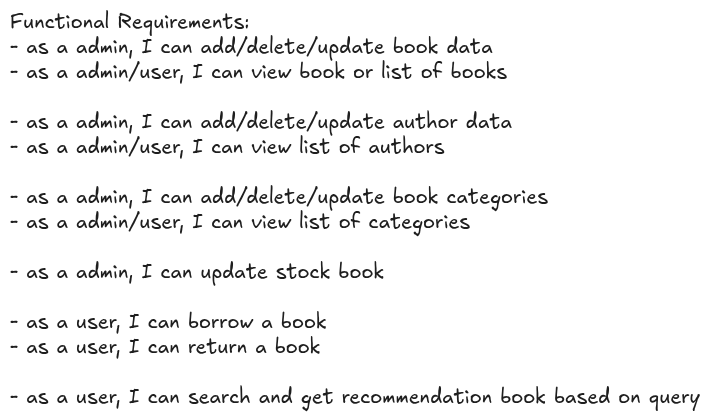 Functional Requirements:
- as a admin, I can add/delete/update book data
- as a admin/user, I can view book or list of books
- as a admin, I can add/delete/update author data
- as a admin/user, I can view list of authors
- as a admin, I can add/delete/update book categories
- as a admin/user, I can view list of categories
- as a admin, I can update stock book
- as a user, I can borrow a book
- as a user, I can return a book
- as a user, I can search and get recommendation book based on query